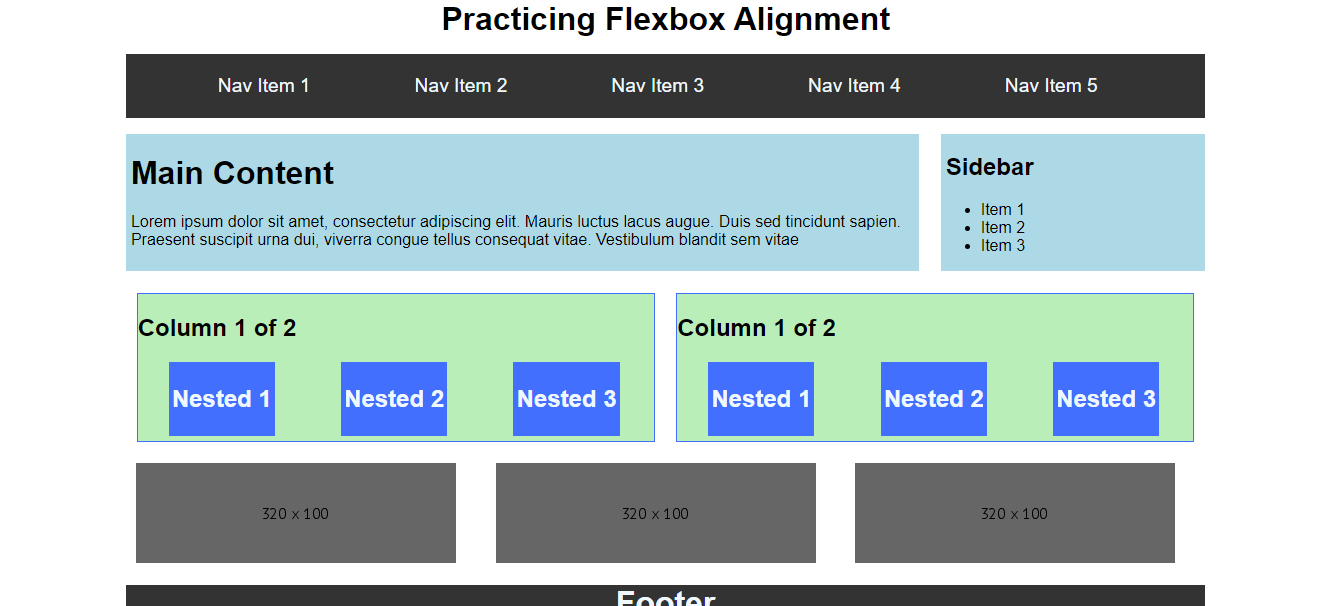 Practicing Flexbox Alignment
Nav Item 1 Nav Item 2 Nav Item 3 Nav Item 4 Nav Item 5
Main Content
Lorem ipsum dolor sit amet, consectetur adipiscing elit. Mauris luctus lacus augue. Duis sed tincidunt sapien.
Praesent suscipit urna dui, viverra congue tellus consequat vitae. Vestibulum blandit sem vitae
Sidebar
Item 1
Item 2
Item 3
Column 1 of 2
Nested 1 Nested 2 Nested 3
Column 1 of 2
Nested 1 Nested 2 Nested 3
320 x 100 320 x 100 320 x 100
Footer